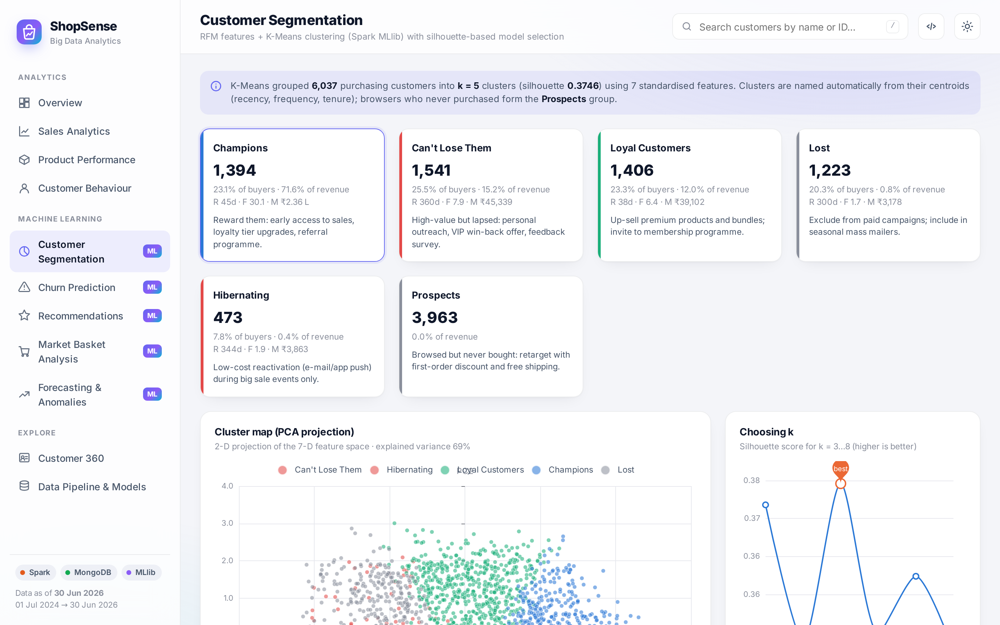 ShopSense
Big Data Analytics
ANALYTICS
Overview
Sales Analytics
Product Performance
Customer Behaviour
MACHINE LEARNING
Customer
Segmentation
ML
Churn Prediction
ML
Recommendations
ML
Market Basket
Analysis
ML
Forecasting &
Anomalies
ML
EXPLORE
Customer 360
Data Pipeline & Models
Spark
MongoDB
MLlib
Data as of 30 Jun 2026
01 Jul 2024 → 30 Jun 2026
Customer Segmentation
RFM features + K-Means clustering (Spark MLlib) with silhouette-based model selection
Search customers by name or ID...
/
K-Means grouped 6,037 purchasing customers into k = 5 clusters (silhouette 0.3746) using 7 standardised features. Clusters are named automatically from their centroids
(recency, frequency, tenure); browsers who never purchased form the Prospects group.
Champions
1,394
23.1% of buyers · 71.6% of revenue
R 45d · F 30.1 · M ₹2.36 L
Reward them: early access to sales,
loyalty tier upgrades, referral
programme.
Can't Lose Them
1,541
25.5% of buyers · 15.2% of revenue
R 360d · F 7.9 · M ₹45,339
High-value but lapsed: personal
outreach, VIP win-back offer, feedback
survey.
Loyal Customers
1,406
23.3% of buyers · 12.0% of revenue
R 38d · F 6.4 · M ₹39,102
Up-sell premium products and bundles;
invite to membership programme.
Lost
1,223
20.3% of buyers · 0.8% of revenue
R 300d · F 1.7 · M ₹3,178
Exclude from paid campaigns; include in
seasonal mass mailers.
Hibernating
473
7.8% of buyers · 0.4% of revenue
R 344d · F 1.9 · M ₹3,863
Low-cost reactivation (e-mail/app push)
during big sale events only.
Prospects
3,963
0.0% of revenue
Browsed but never bought: retarget with
first-order discount and free shipping.
Cluster map (PCA projection)
2-D projection of the 7-D feature space · explained variance 69%
Can't Lose Them
Hibernating
Loyal Customers
Champions
Lost
PC2
4.0
3.0
2.0
1.0
Choosing k
Silhouette score for k = 3...8 (higher is better)
best
0.38
0.37
0.36
0.36